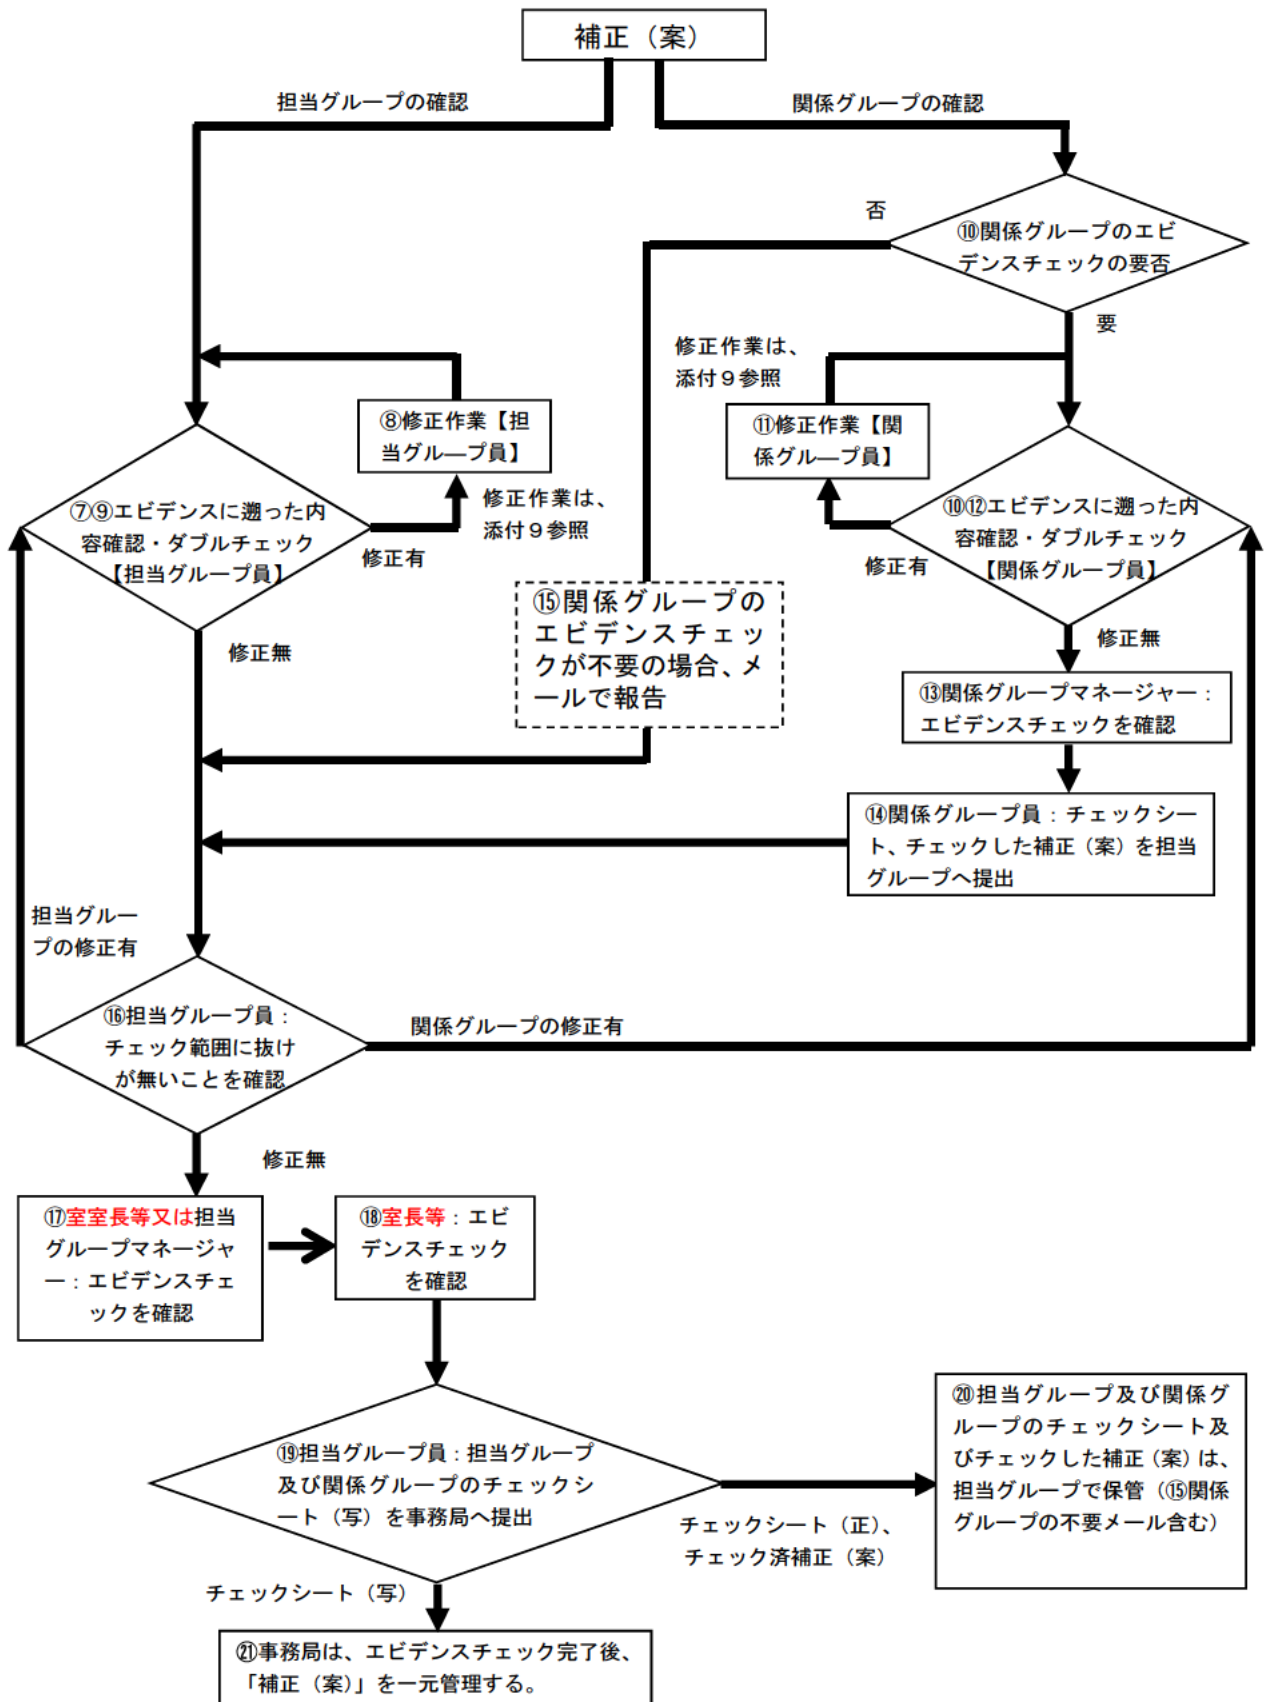 補正（案）
担当グループの確認
関係グループの確認
否
⑩関係グループのエビ
デンスチェックの要否
要
修正作業は、
添付９参照
⑧修正作業【担
当グル―プ員】
⑪修正作業【関
係グル―プ員】
⑦⑨エビデンスに遡った内
容確認・ダブルチェック
【担当グループ員】
修正作業は、
添付９参照
修正有
⑩⑫エビデンスに遡った内
容確認・ダブルチェック
【関係グループ員】
修正有
⑮関係グループの
エビデンスチェッ
クが不要の場合、メ
ールで報告
修正無
修正無
⑬関係グループマネージャー：
エビデンスチェックを確認
⑭関係グループ員：チェックシー
ト、チェックした補正（案）を担当
グループへ提出
担当グルー
プの修正有
⑯担当グループ員：
チェック範囲に抜け
が無いことを確認
関係グループの修正有
修正無
⑰室室長等又は担当
グループマネージャ
ー：エビデンスチェ
ックを確認
⑱室長等：エビ
デンスチェック
を確認
⑲担当グループ員：担当グループ
及び関係グループのチェックシ
ート（写）を事務局へ提出
⑳担当グループ及び関係グ
ループのチェックシート及
びチェックした補正（案）は、
担当グループで保管（⑮関係
グループの不要メール含む）
チェックシート（正）、
チェック済補正（案）
チェックシート（写）
㉑事務局は、エビデンスチェック完了後、
「補正（案）」を一元管理する。